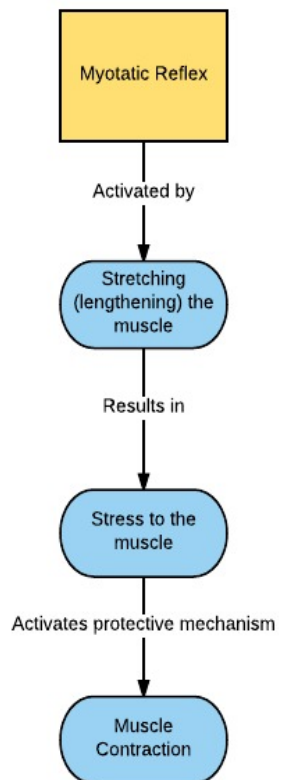 Myotatic Reflex
Activated by
Stretching
(lengthening) the
muscle
Results in
Stress to the
muscle
Activates protective mechanism
Muscle
Contraction